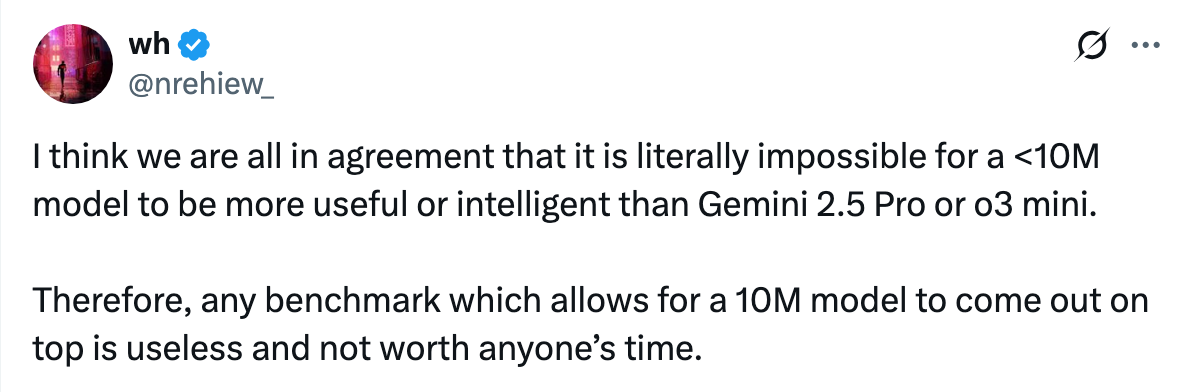 wh
@nrehiew_
I think we are all in agreement that it is literally impossible for a <10M
model to be more useful or intelligent than Gemini 2.5 Pro or o3 mini.
Therefore, any benchmark which allows for a 10M model to come out on
top is useless and not worth anyone’s time.